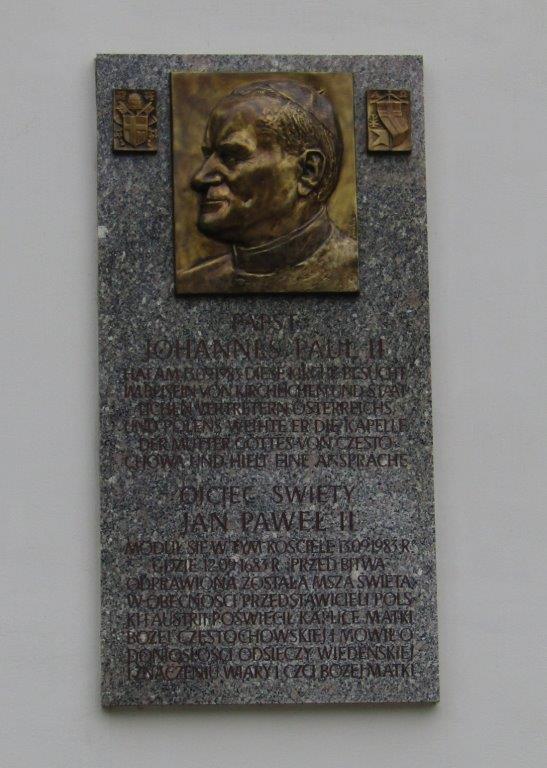 PAPST
JOHANNES PAUL II
HAT AM 13.09.1983 DIESE KIRCHE BESUCHT
IM BEISEIN VON KIRCHLICHEN UND STAAT-
LICHEN VERTRETERN ÖSTERREICHS
UND POLENS WEIHTE ER DIE KAPELLE
DER MUTTER GOTTES VON CZESTO-
CHOWA UND HIELT EINE ANSPRACHE
OJCIEC ŚWIĘTY
JAN PAWEŁ II
MODLIŁ SIĘ W TYM KOŚCIELE 13.09.1983 R.
GDZIE 12.09.1683 R. PRZED BITWĄ
ODPRAWIONA ZOSTAŁA MSZA ŚWIĘTA
W OBECNOŚCI PRZEDSTAWICIELI POLS-
KI I AUSTRII POŚWIĘCIŁ KAPLICĘ MATKI
BOŻEJ CZĘSTOCHOWSKIEJ I MÓWIŁ O
DONIOSŁOŚCI ODSIECZY WIEDEŃSKIEJ
I ZNACZENIU WIARY I CZCI BOŻEJ MATKI